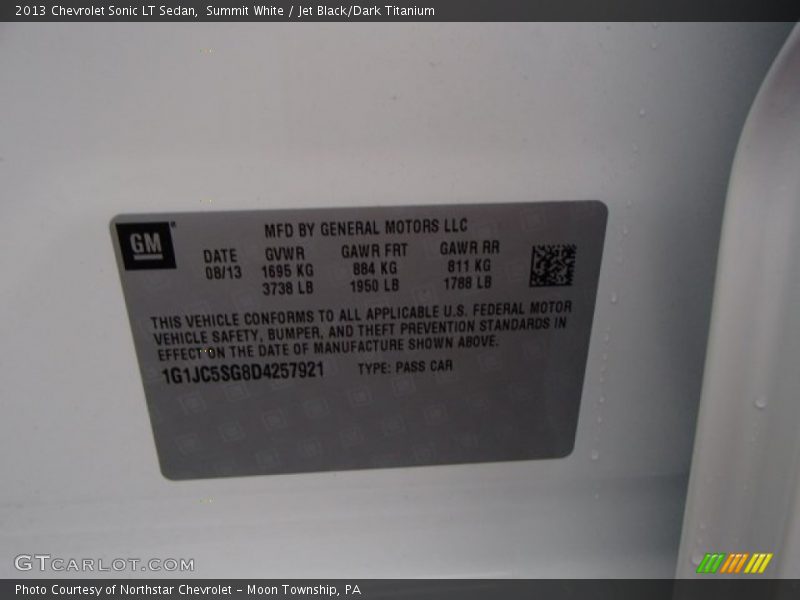 2013 Chevrolet Sonic LT Sedan, Summit White / Jet Black/Dark Titanium
GM
MFD BY GENERAL MOTORS LLC
DATE GVWR GAWR FRT GAWR RR
08/13 1695 KG 884 KG 811 KG
3738 LB 1950 LB 1788 LB
THIS VEHICLE CONFORMS TO ALL APPLICABLE U.S. FEDERAL MOTOR
VEHICLE SAFETY, BUMPER, AND THEFT PREVENTION STANDARDS IN
EFFECT ON THE DATE OF MANUFACTURE SHOWN ABOVE.
1G1JC5SG8D4257921 TYPE: PASS CAR
GTCARLOT.COM
Photo Courtesy of Northstar Chevrolet - Moon Township, PA